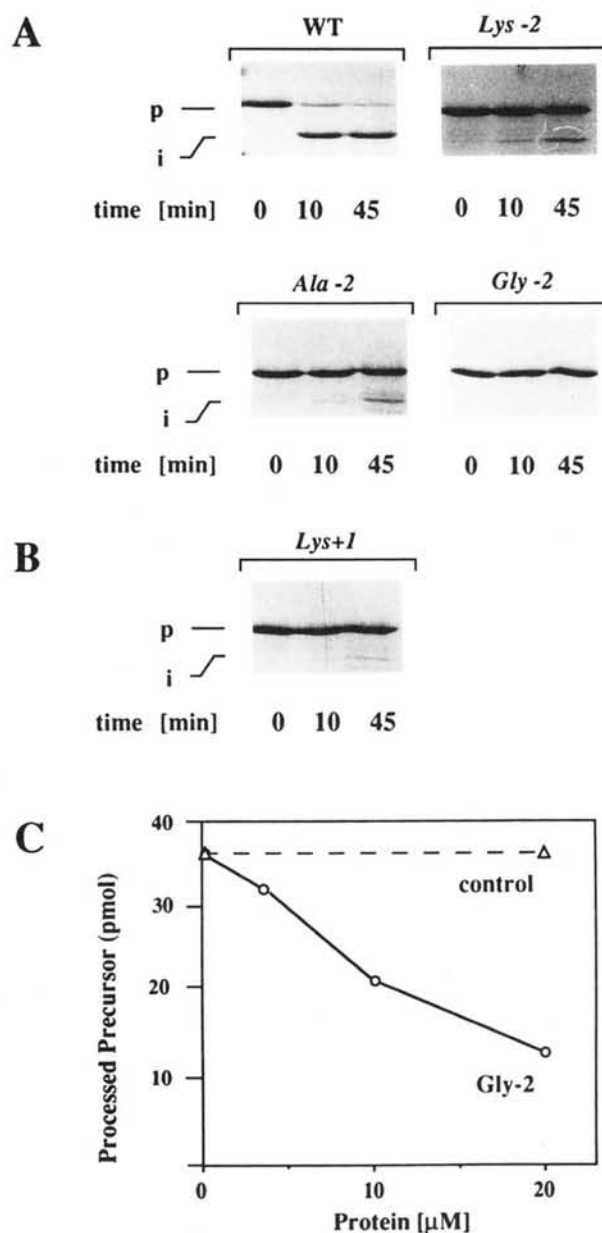 A
WT
Lys -2
p
i
time [min] 0 10 45 0 10 45
Ala -2
Gly -2
p
i
time [min] 0 10 45 0 10 45
B
Lys+1
p
i
time [min] 0 10 45
C
40
30
20
10
control
Gly-2
Processed Precursor (pmol)
0 10 20
Protein [μM]